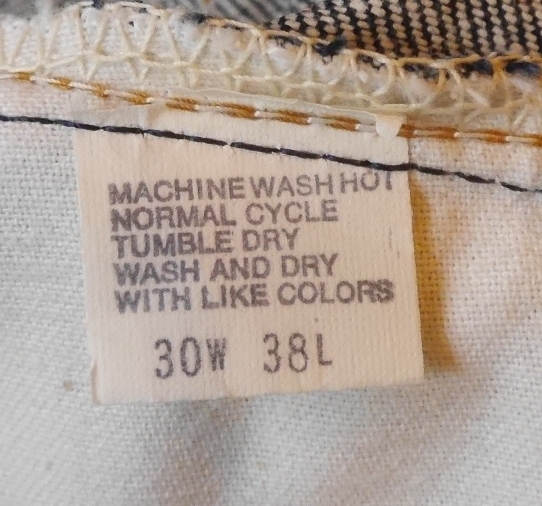 MACHINE WASH HOT
NORMAL CYCLE
TUMBLE DRY
WASH AND DRY
WITH LIKE COLORS
30W 38L